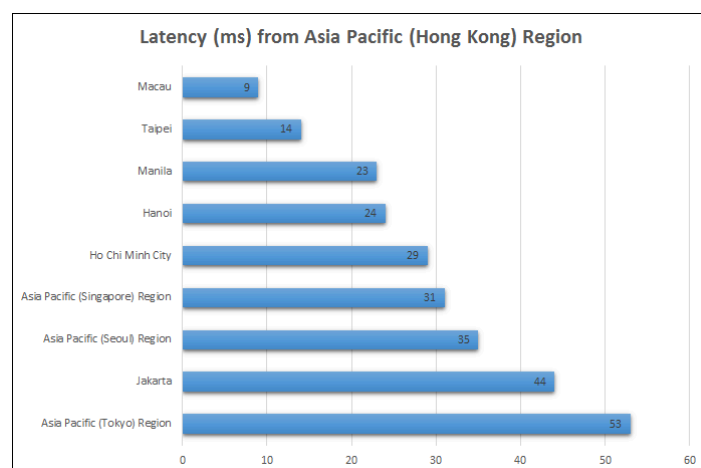 Latency (ms) from Asia Pacific (Hong Kong) Region
Macau 9
Taipei 14
Manila 23
Hanoi 24
Ho Chi Minh City 29
Asia Pacific (Singapore) Region 31
Asia Pacific (Seoul) Region 35
Jakarta 44
Asia Pacific (Tokyo) Region 53
0 10 20 30 40 50 60